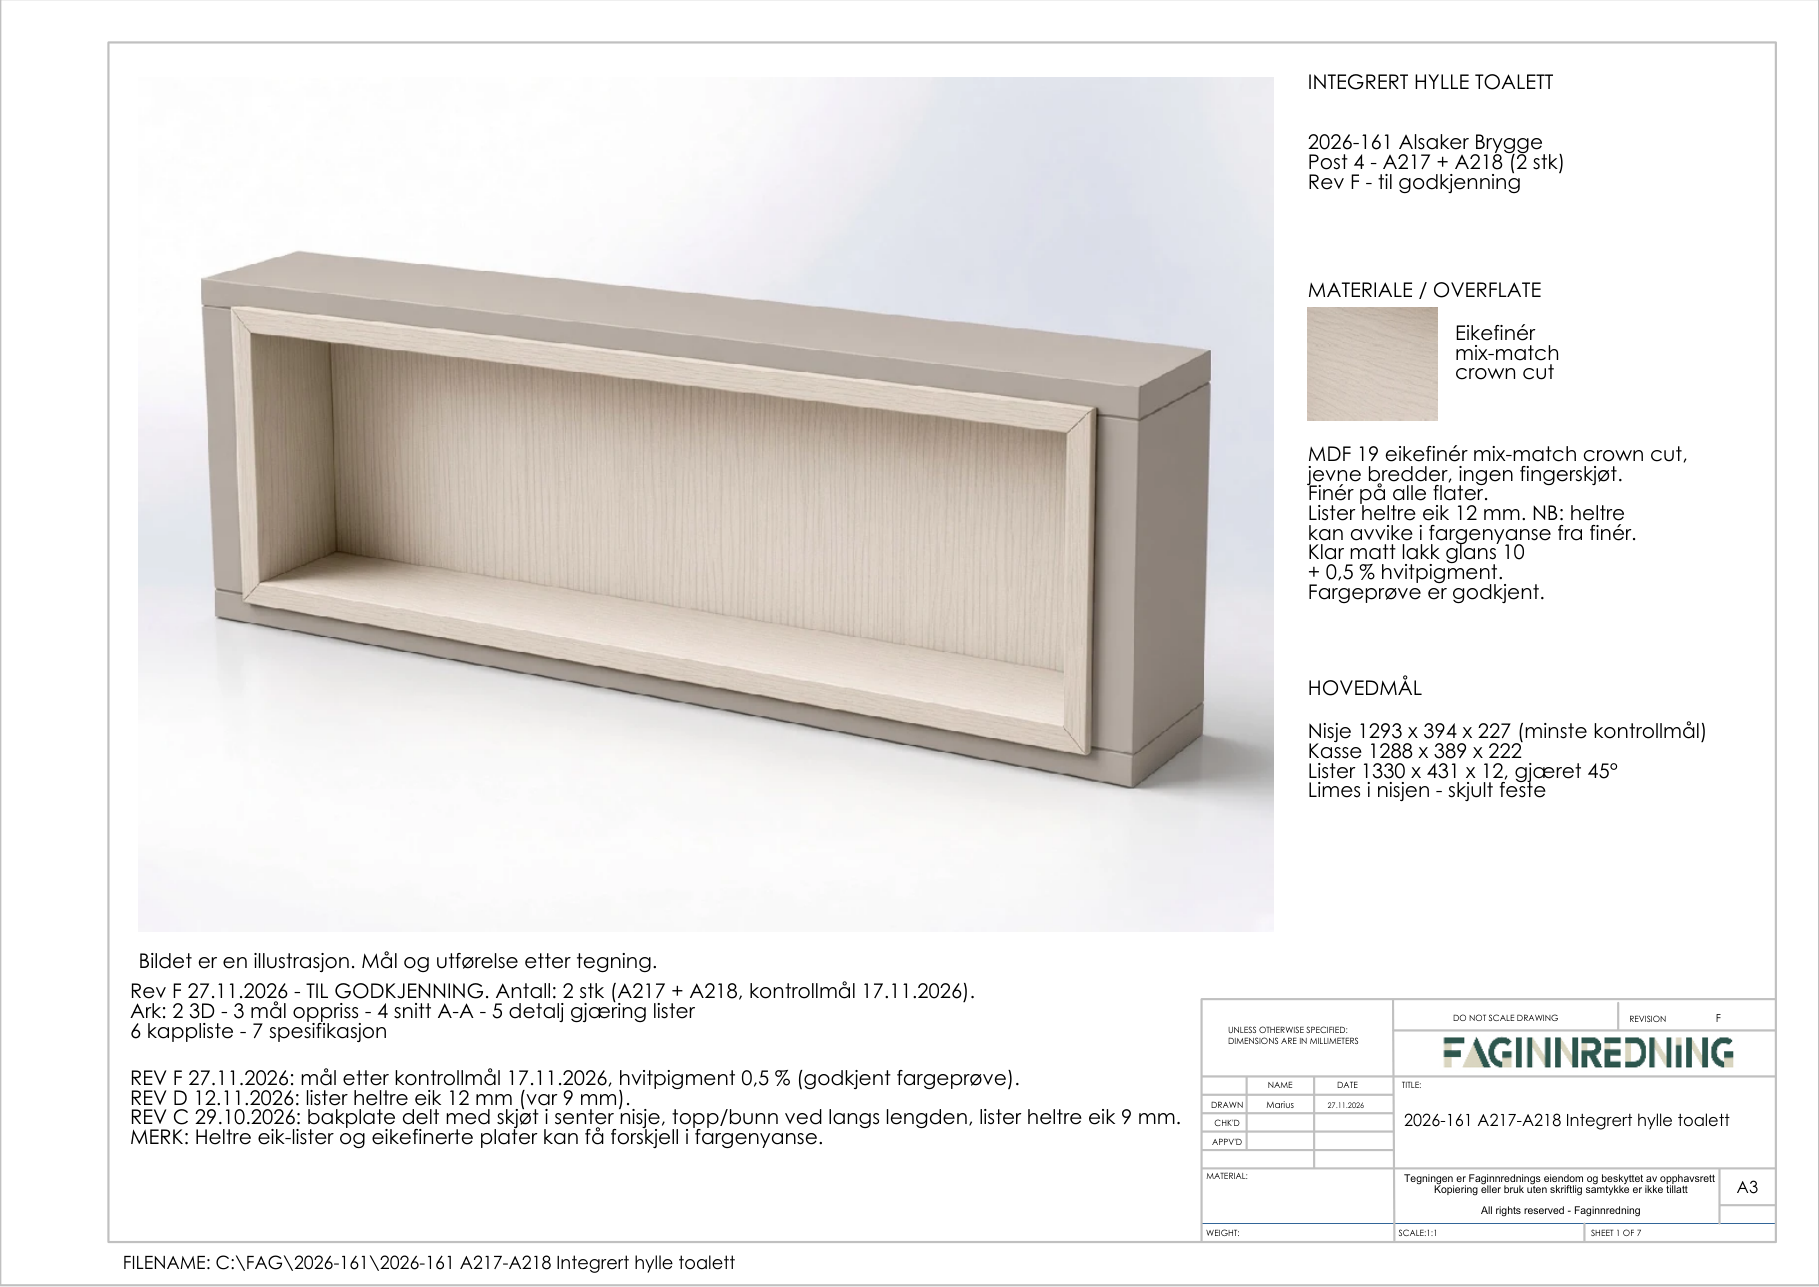 INTEGRERT HYLLE TOALETT
2026-161 Alsaker Brygge
Post 4 - A217 + A218 (2 stk)
Rev F - til godkjenning
MATERIALE / OVERFLATE
Eikefinér
mix-match
crown cut
MDF 19 eikefinér mix-match crown cut,
jevne bredder, ingen fingerskjøt.
Finér på alle flater.
Lister heltre eik 12 mm. NB: heltre
kan avvike i fargenyanse fra finér.
Klar matt lakk glans 10
+ 0,5 % hvitpigment.
Fargeprøve er godkjent.
HOVEDMÅL
Nisje 1293 x 394 x 227 (minste kontrollmål)
Kasse 1288 x 389 x 222
Lister 1330 x 431 x 12, gjæret 45°
Limes i nisjen - skjult feste
Bildet er en illustrasjon. Mål og utførelse etter tegning.
Rev F 27.11.2026 - TIL GODKJENNING. Antall: 2 stk (A217 + A218, kontrollmål 17.11.2026).
Ark: 2 3D - 3 mål oppriss - 4 snitt A-A - 5 detalj gjæring lister
6 kappliste - 7 spesifikasjon
REV F 27.11.2026: mål etter kontrollmål 17.11.2026, hvitpigment 0,5 % (godkjent fargeprøve).
REV D 12.11.2026: lister heltre eik 12 mm (var 9 mm).
REV C 29.10.2026: bakplate delt med skjøt i senter nisje, topp/bunn ved langs lengden, lister heltre eik 9 mm.
MERK: Heltre eik-lister og eikefinerte plater kan få forskjell i fargenyanse.
UNLESS OTHERWISE SPECIFIED:
DIMENSIONS ARE IN MILLIMETERS
DO NOT SCALE DRAWING
REVISION F
FAGINNREDNING
NAME DATE
DRAWN Marius 27.11.2026
CHK'D
APPV'D
TITLE:
2026-161 A217-A218 Integrert hylle toalett
MATERIAL:
Tegningen er Faginnrednings eiendom og beskyttet av opphavsrett
Kopiering eller bruk uten skriftlig samtykke er ikke tillatt
All rights reserved - Faginnredning
A3
WEIGHT:
SCALE:1:1
SHEET 1 OF 7
FILENAME: C:\FAG\2026-161\2026-161 A217-A218 Integrert hylle toalett